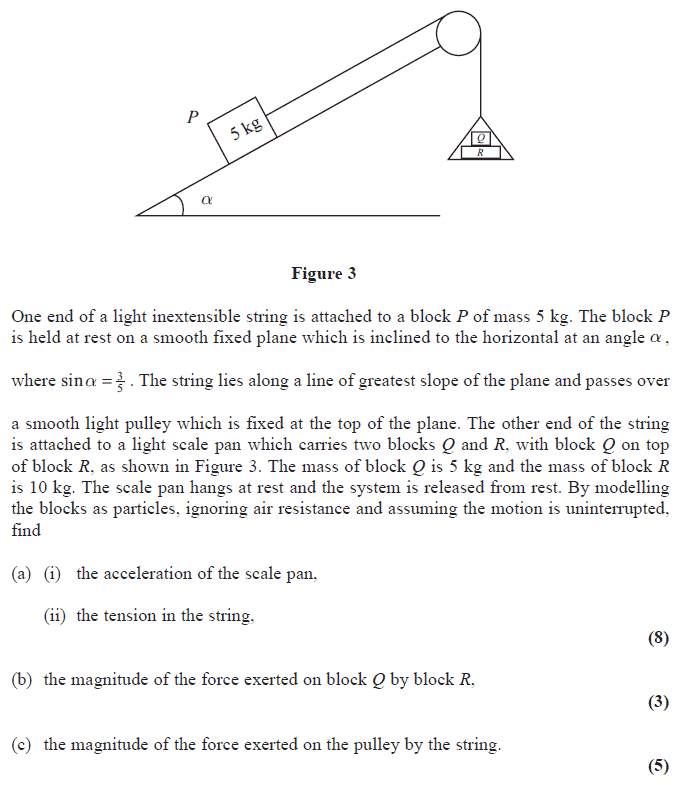 P
5 kg
Q
R
α
Figure 3
One end of a light inextensible string is attached to a block P of mass 5 kg. The block P
is held at rest on a smooth fixed plane which is inclined to the horizontal at an angle α,
where sin α = 3/5. The string lies along a line of greatest slope of the plane and passes over
a smooth light pulley which is fixed at the top of the plane. The other end of the string
is attached to a light scale pan which carries two blocks Q and R, with block Q on top
of block R, as shown in Figure 3. The mass of block Q is 5 kg and the mass of block R
is 10 kg. The scale pan hangs at rest and the system is released from rest. By modelling
the blocks as particles, ignoring air resistance and assuming the motion is uninterrupted,
find
(a) (i) the acceleration of the scale pan,
(ii) the tension in the string,
(8)
(b) the magnitude of the force exerted on block Q by block R,
(3)
(c) the magnitude of the force exerted on the pulley by the string.
(5)